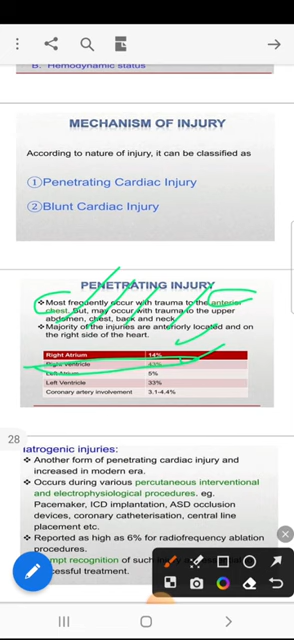 B. Hemodynamic status
MECHANISM OF INJURY
According to nature of injury, it can be classified as
①Penetrating Cardiac Injury
②Blunt Cardiac Injury
PENETRATING INJURY
❖ Most frequently occur with trauma to the anterior
chest. But, may occur with trauma to the upper
abdomen, chest, back and neck
❖ Majority of the injuries are anteriorly located and on
the right side of the heart.
Right Atrium 14%
Right ventricle 43%
Left Atrium 5%
Left Ventricle 33%
Coronary artery involvement 3.1-4.4%
28
Iatrogenic injuries:
❖ Another form of penetrating cardiac injury and
increased in modern era.
❖ Occurs during various percutaneous interventional
and electrophysiological procedures. eg.
Pacemaker, ICD implantation, ASD occlusion
devices, coronary catheterisation, central line
placement etc.
❖ Reported as high as 6% for radiofrequency ablation
procedures.
recognition of such
treatment.